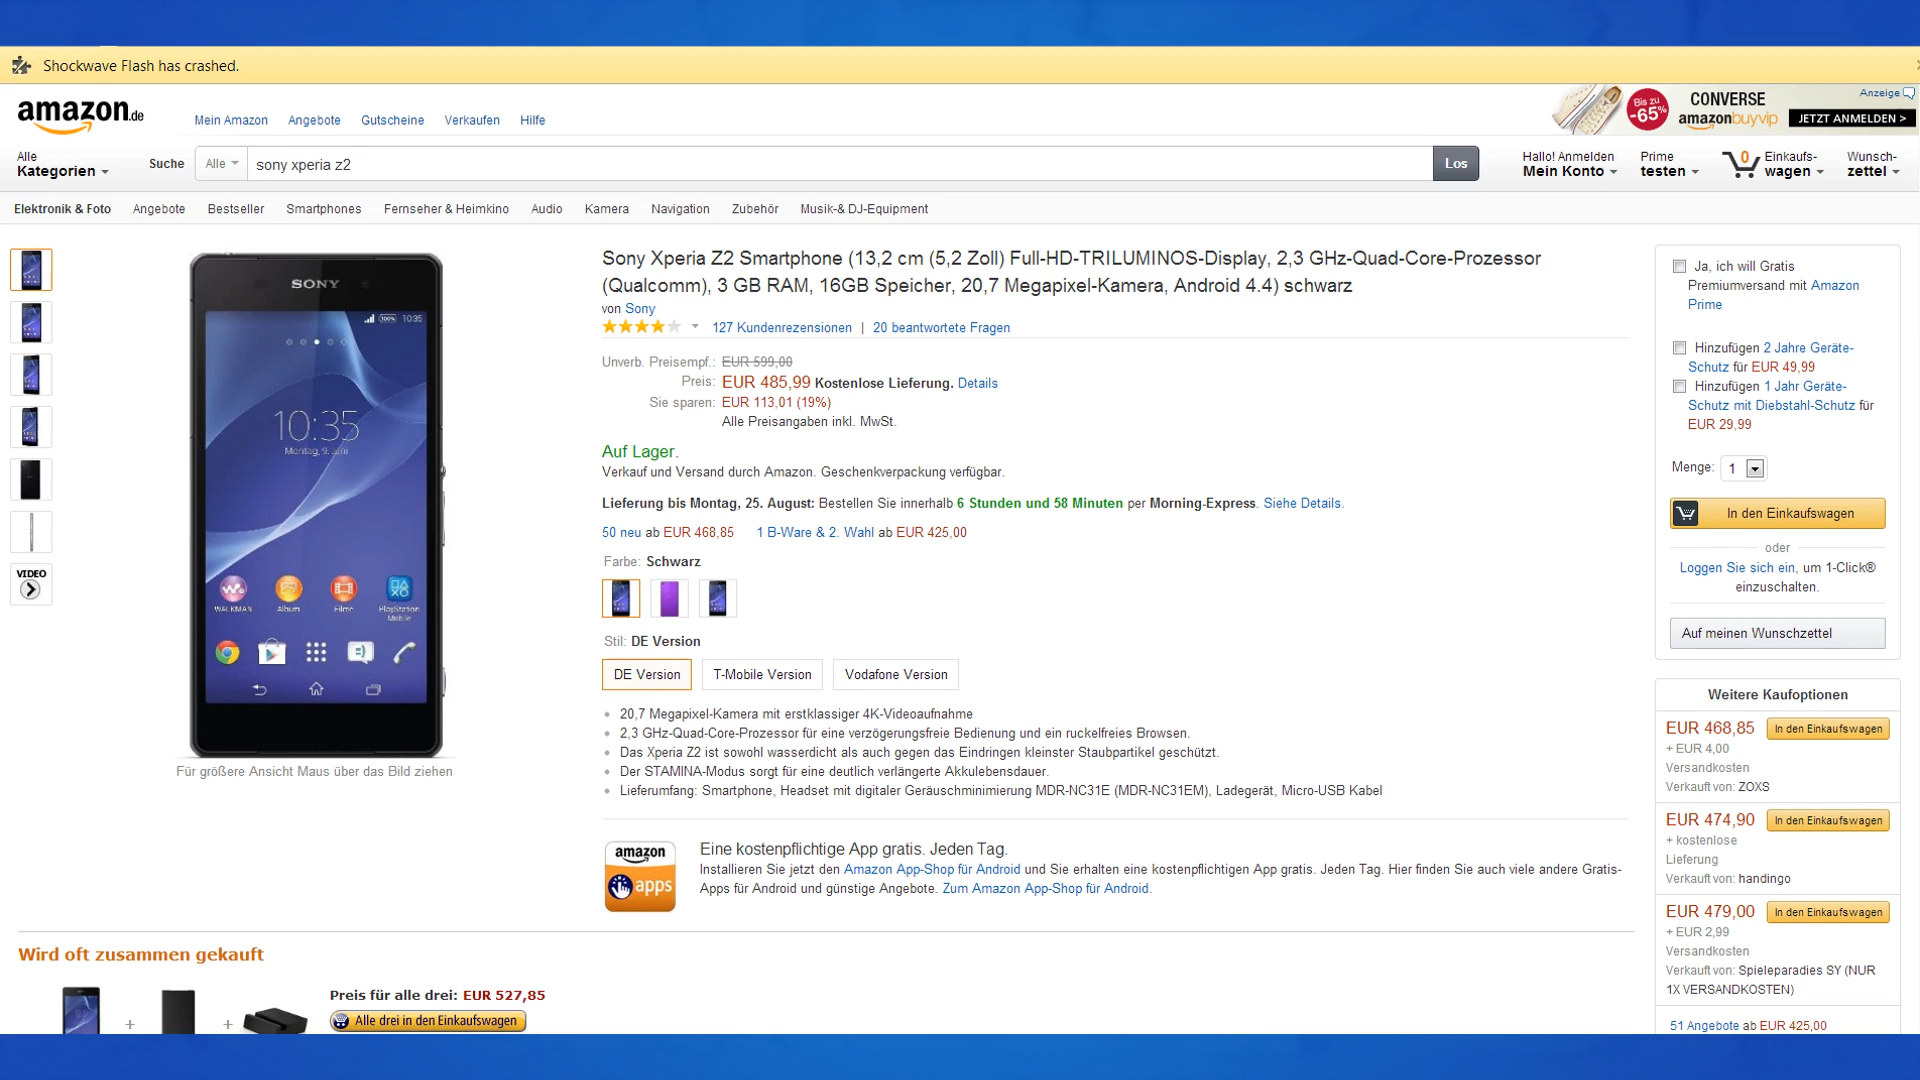 Shockwave Flash has crashed.
amazon.de
Mein Amazon Angebote Gutscheine Verkaufen Hilfe
Bis zu -65%
CONVERSE
amazonbuyvip
Anzeige
JETZT ANMELDEN >
Alle Kategorien
Suche Alle sony xperia z2 Los
Hallo! Anmelden
Mein Konto
Prime
testen
0 Einkaufs-
wagen
Wunsch-
zettel
Elektronik & Foto Angebote Bestseller Smartphones Fernseher & Heimkino Audio Kamera Navigation Zubehör Musik-& DJ-Equipment
VIDEO
SONY
100% 10:35
10:35
Montag, 9. Juni
WALKMAN Album Filme PlayStation Mobile
Für größere Ansicht Maus über das Bild ziehen
Sony Xperia Z2 Smartphone (13,2 cm (5,2 Zoll) Full-HD-TRILUMINOS-Display, 2,3 GHz-Quad-Core-Prozessor
(Qualcomm), 3 GB RAM, 16GB Speicher, 20,7 Megapixel-Kamera, Android 4.4) schwarz
von Sony
127 Kundenrezensionen | 20 beantwortete Fragen
Unverb. Preisempf.: EUR 599,00
Preis: EUR 485,99 Kostenlose Lieferung. Details
Sie sparen: EUR 113,01 (19%)
Alle Preisangaben inkl. MwSt.
Auf Lager.
Verkauf und Versand durch Amazon. Geschenkverpackung verfügbar.
Lieferung bis Montag, 25. August: Bestellen Sie innerhalb 6 Stunden und 58 Minuten per Morning-Express. Siehe Details.
50 neu ab EUR 468,85 1 B-Ware & 2. Wahl ab EUR 425,00
Farbe: Schwarz
Stil: DE Version
DE Version T-Mobile Version Vodafone Version
20,7 Megapixel-Kamera mit erstklassiger 4K-Videoaufnahme
2,3 GHz-Quad-Core-Prozessor für eine verzögerungsfreie Bedienung und ein ruckelfreies Browsen.
Das Xperia Z2 ist sowohl wasserdicht als auch gegen das Eindringen kleinster Staubpartikel geschützt.
Der STAMINA-Modus sorgt für eine deutlich verlängerte Akkulebensdauer.
Lieferumfang: Smartphone, Headset mit digitaler Geräuschminimierung MDR-NC31E (MDR-NC31EM), Ladegerät, Micro-USB Kabel
amazon apps
Eine kostenpflichtige App gratis. Jeden Tag.
Installieren Sie jetzt den Amazon App-Shop für Android und Sie erhalten eine kostenpflichtigen App gratis. Jeden Tag. Hier finden Sie auch viele andere Gratis-
Apps für Android und günstige Angebote. Zum Amazon App-Shop für Android.
Ja, ich will Gratis
Premiumversand mit Amazon
Prime
Hinzufügen 2 Jahre Geräte-
Schutz für EUR 49,99
Hinzufügen 1 Jahr Geräte-
Schutz mit Diebstahl-Schutz für
EUR 29,99
Menge: 1
In den Einkaufswagen
oder
Loggen Sie sich ein, um 1-Click®
einzuschalten.
Auf meinen Wunschzettel
Weitere Kaufoptionen
EUR 468,85 In den Einkaufswagen
+ EUR 4,00
Versandkosten
Verkauft von: ZOXS
EUR 474,90 In den Einkaufswagen
+ kostenlose
Lieferung
Verkauft von: handingo
EUR 479,00 In den Einkaufswagen
+ EUR 2,99
Versandkosten
Verkauft von: Spieleparadies SY (NUR
1X VERSANDKOSTEN)
51 Angebote ab EUR 425,00
Wird oft zusammen gekauft
Preis für alle drei: EUR 527,85
+ + Alle drei in den Einkaufswagen